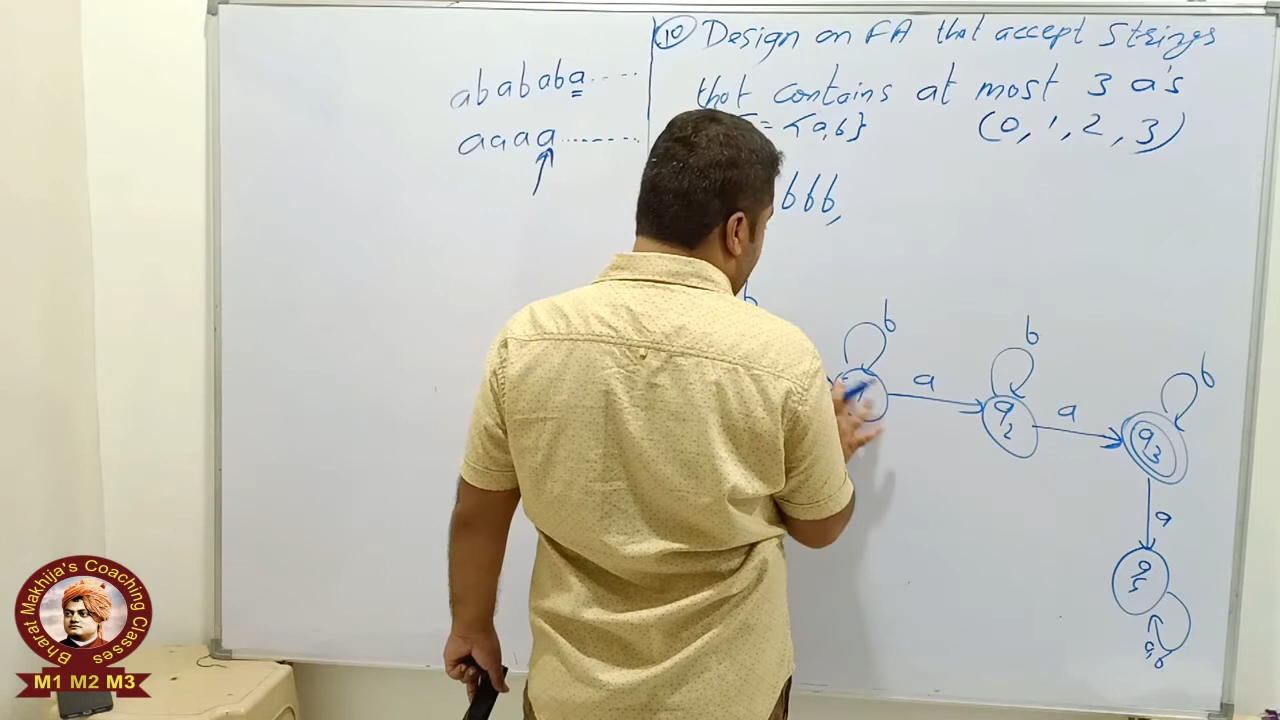 ababababa....
aaaa.......
10 Design an FA that accept strings
that contains at most 3 a's
= {a,b} (0, 1, 2, 3)
bbb,
b
b
b
b
a
a
q2
q3
a
q4
a,b
Bharat Makhija's Coaching Classes
M1 M2 M3